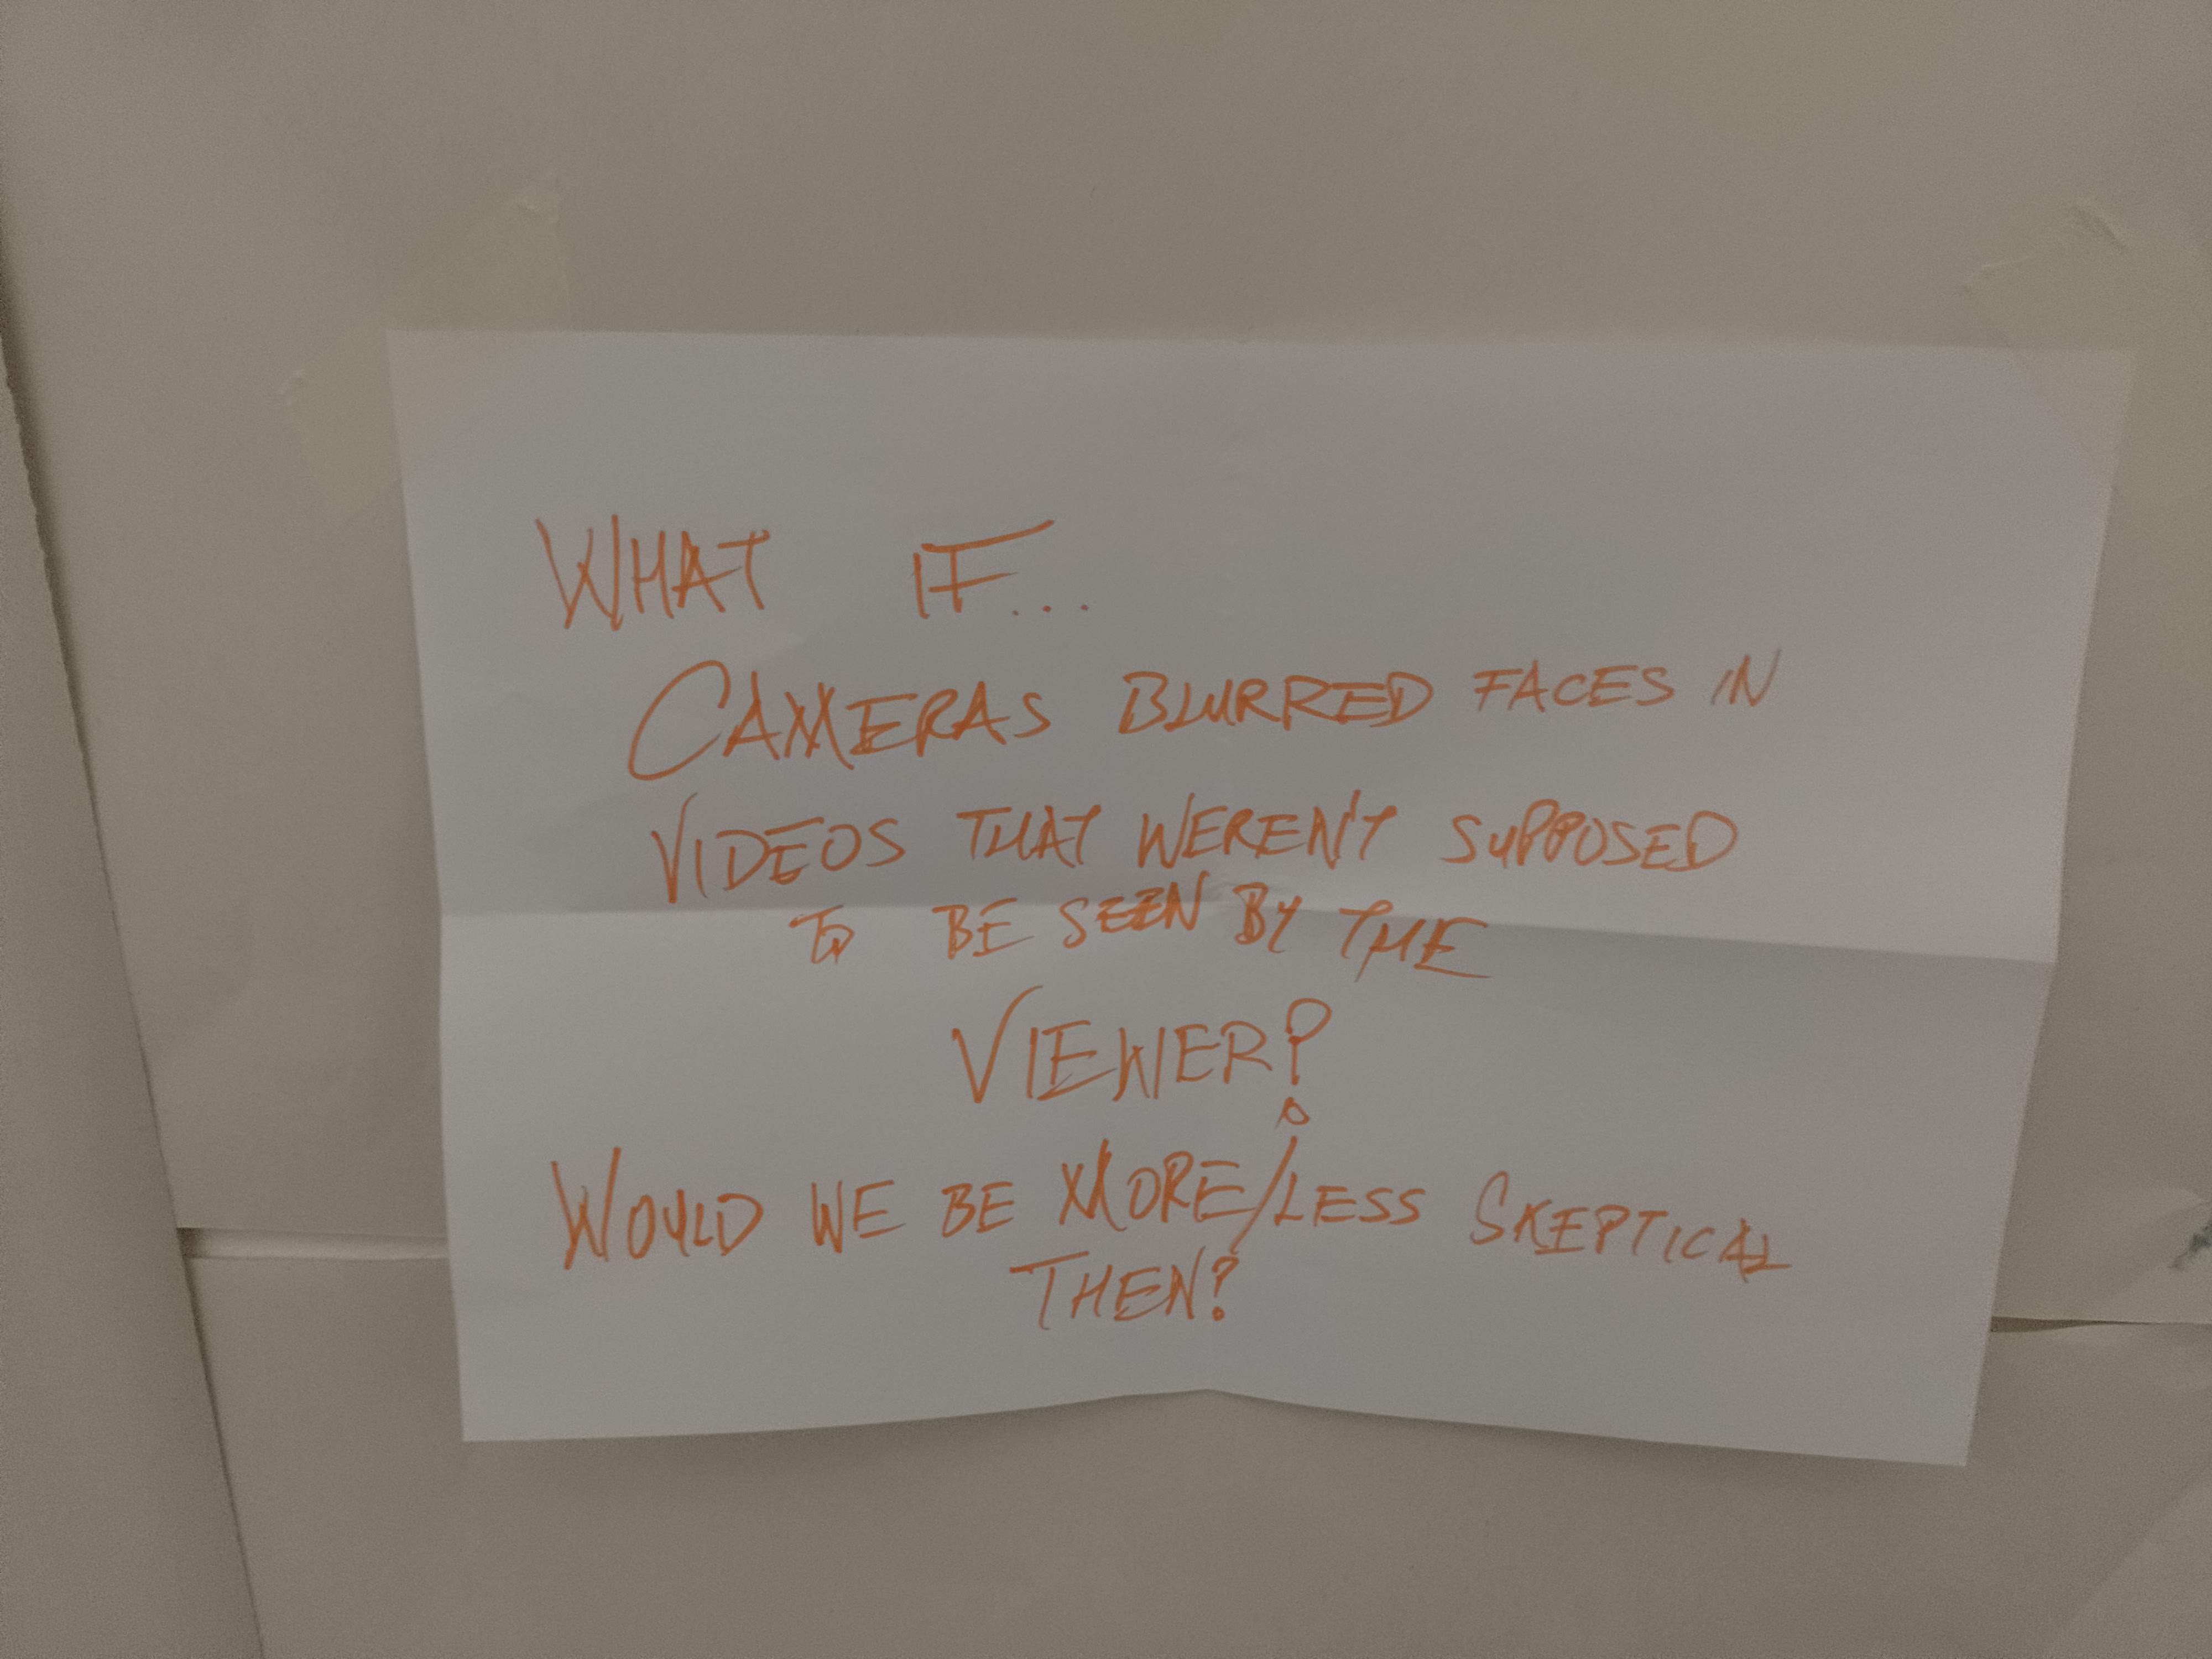 WHAT IF...
CAMERAS BLURRED FACES IN
VIDEOS THAT WEREN'T SUPPOSED
TO BE SEEN BY THE
VIEWER?
WOULD WE BE MORE/LESS SKEPTICAL
THEN?